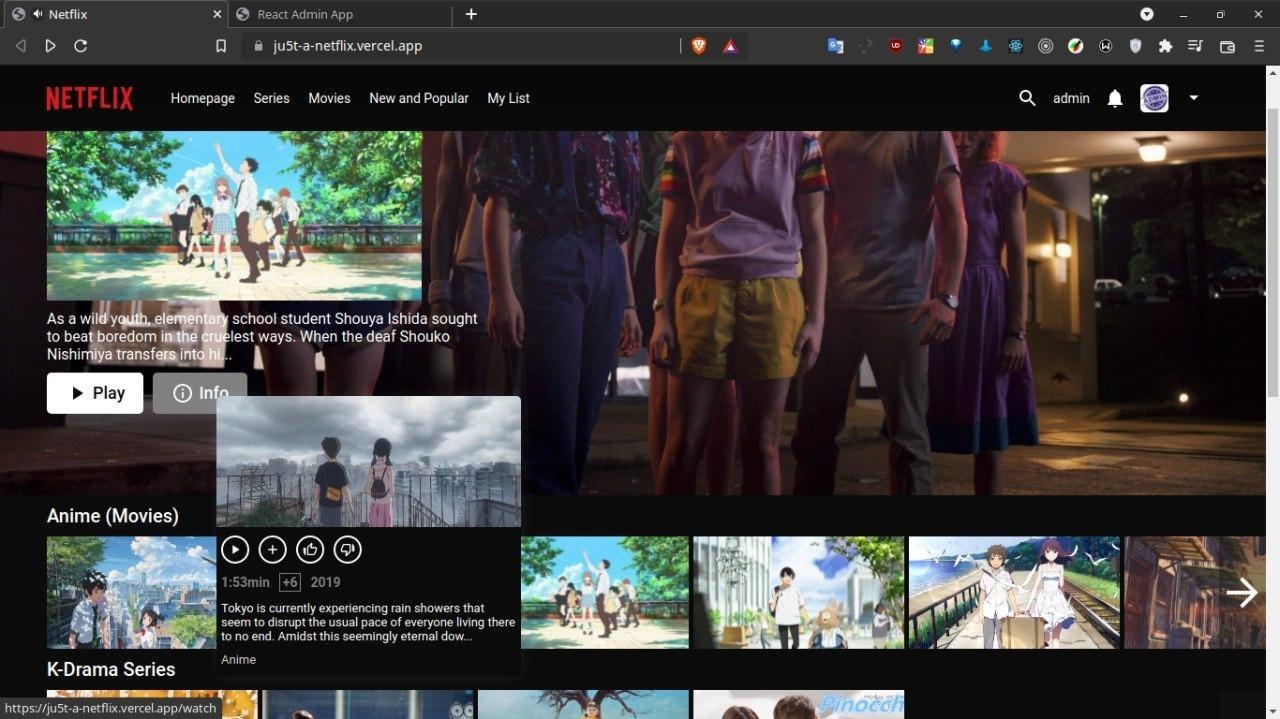 Netflix
React Admin App
ju5t-a-netflix.vercel.app
NETFLIX
Homepage
Series
Movies
New and Popular
My List
admin
As a wild youth, elementary school student Shouya Ishida sought
to beat boredom in the cruelest ways. When the deaf Shouko
Nishimiya transfers into hi...
Play
Info
Anime (Movies)
1:53min +6 2019
Tokyo is currently experiencing rain showers that
seem to disrupt the usual pace of everyone living there
to no end. Amidst this seemingly eternal dow...
Anime
K-Drama Series
Pinocch
https://ju5t-a-netflix.vercel.app/watch